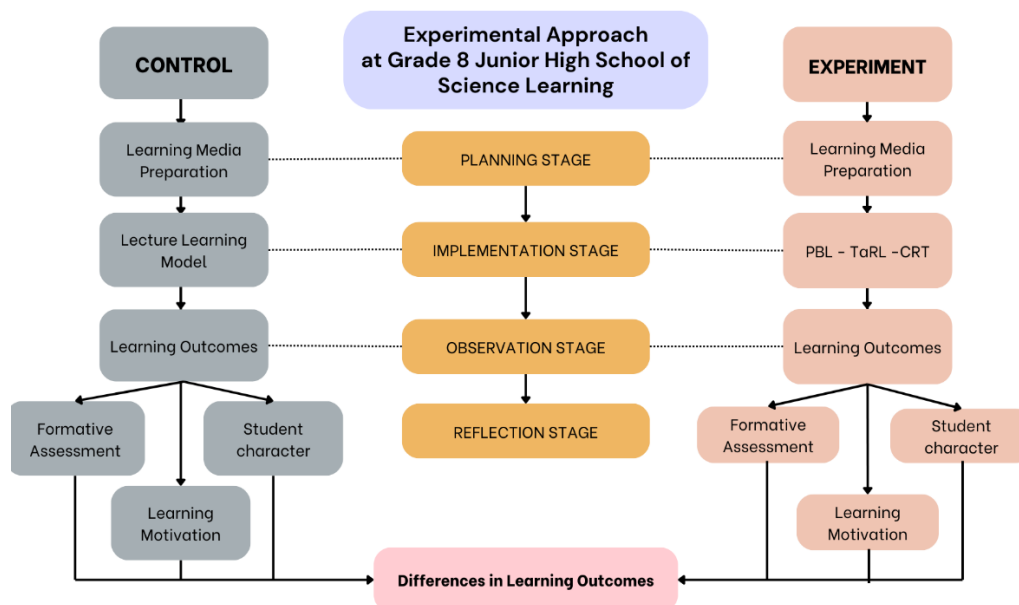 Experimental Approach
at Grade 8 Junior High School of
Science Learning
CONTROL
Learning Media
Preparation
Lecture Learning
Model
Learning Outcomes
Formative
Assessment
Student
character
Learning
Motivation
PLANNING STAGE
IMPLEMENTATION STAGE
OBSERVATION STAGE
REFLECTION STAGE
EXPERIMENT
Learning Media
Preparation
PBL - TaRL -CRT
Learning Outcomes
Formative
Assessment
Student
character
Learning
Motivation
Differences in Learning Outcomes